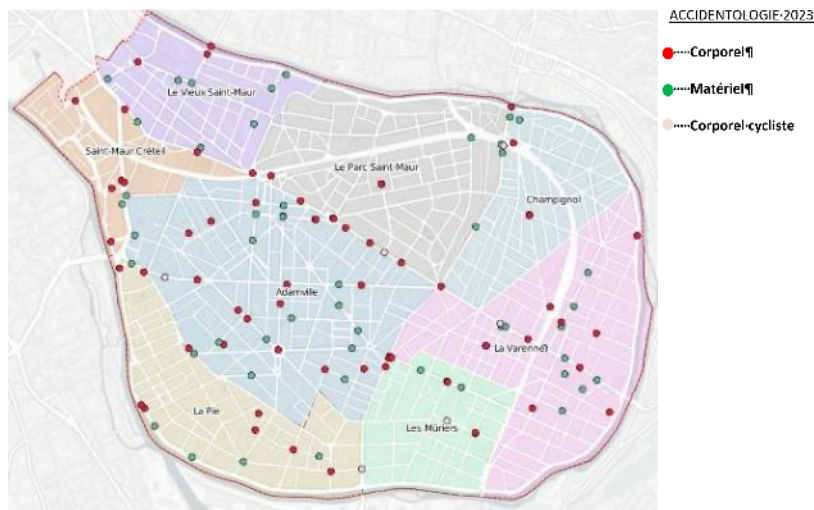 ACCIDENTOLOGIE·2023
·····Corporel¶
·····Matériel¶
·····Corporel·cycliste
Le Vieux Saint-Maur
Saint-Maur Créteil
Le Parc Saint-Maur
Champignol
Adamville
La Varenne
La Pie
Les Mûriers